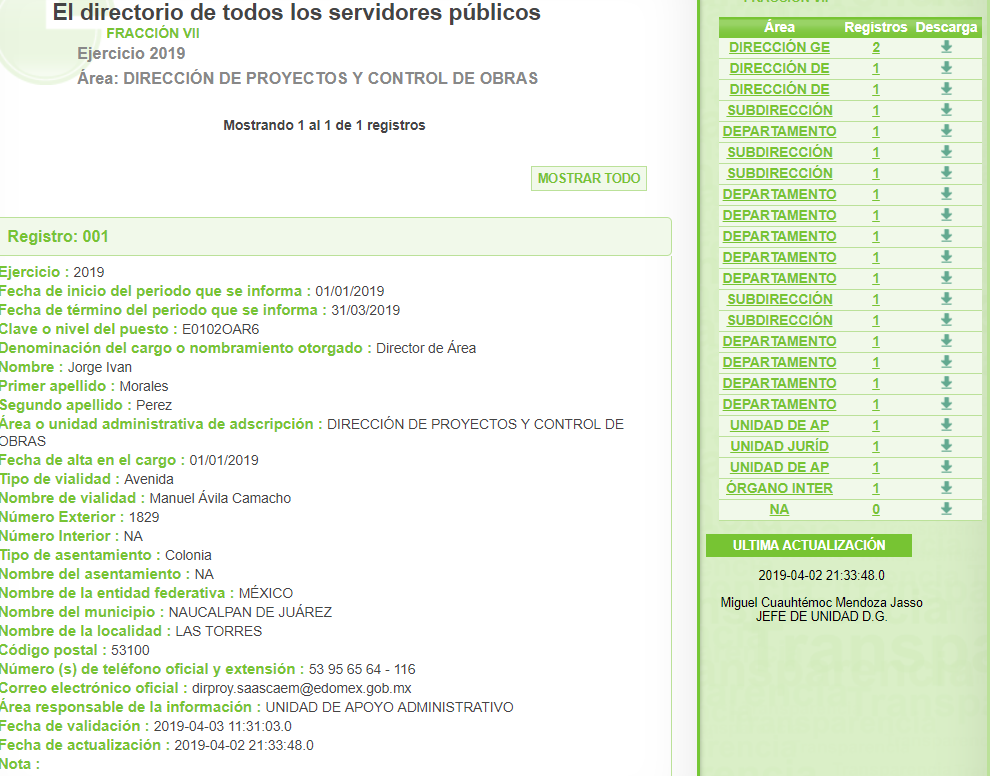 El directorio de todos los servidores públicos
FRACCIÓN VII
Ejercicio 2019
Área: DIRECCIÓN DE PROYECTOS Y CONTROL DE OBRAS
Mostrando 1 al 1 de 1 registros
MOSTRAR TODO
Registro: 001
Ejercicio : 2019
Fecha de inicio del periodo que se informa : 01/01/2019
Fecha de término del periodo que se informa : 31/03/2019
Clave o nivel del puesto : E0102OAR6
Denominación del cargo o nombramiento otorgado : Director de Área
Nombre : Jorge Ivan
Primer apellido : Morales
Segundo apellido : Perez
Área o unidad administrativa de adscripción : DIRECCIÓN DE PROYECTOS Y CONTROL DE
OBRAS
Fecha de alta en el cargo : 01/01/2019
Tipo de vialidad : Avenida
Nombre de vialidad : Manuel Ávila Camacho
Número Exterior : 1829
Número Interior : NA
Tipo de asentamiento : Colonia
Nombre del asentamiento : NA
Nombre de la entidad federativa : MÉXICO
Nombre del municipio : NAUCALPAN DE JUÁREZ
Nombre de la localidad : LAS TORRES
Código postal : 53100
Número (s) de teléfono oficial y extensión : 53 95 65 64 - 116
Correo electrónico oficial : dirproy.saascaem@edomex.gob.mx
Área responsable de la información : UNIDAD DE APOYO ADMINISTRATIVO
Fecha de validación : 2019-04-03 11:31:03.0
Fecha de actualización : 2019-04-02 21:33:48.0
Nota :
FRACCIÓN VII
Área Registros Descarga
DIRECCIÓN GE 2
DIRECCIÓN DE 1
DIRECCIÓN DE 1
SUBDIRECCIÓN 1
DEPARTAMENTO 1
SUBDIRECCIÓN 1
SUBDIRECCIÓN 1
DEPARTAMENTO 1
DEPARTAMENTO 1
DEPARTAMENTO 1
DEPARTAMENTO 1
DEPARTAMENTO 1
SUBDIRECCIÓN 1
SUBDIRECCIÓN 1
DEPARTAMENTO 1
DEPARTAMENTO 1
DEPARTAMENTO 1
DEPARTAMENTO 1
UNIDAD DE AP 1
UNIDAD JURÍD 1
UNIDAD DE AP 1
ÓRGANO INTER 1
NA 0
ULTIMA ACTUALIZACIÓN
2019-04-02 21:33:48.0
Miguel Cuauhtémoc Mendoza Jasso
JEFE DE UNIDAD D.G.